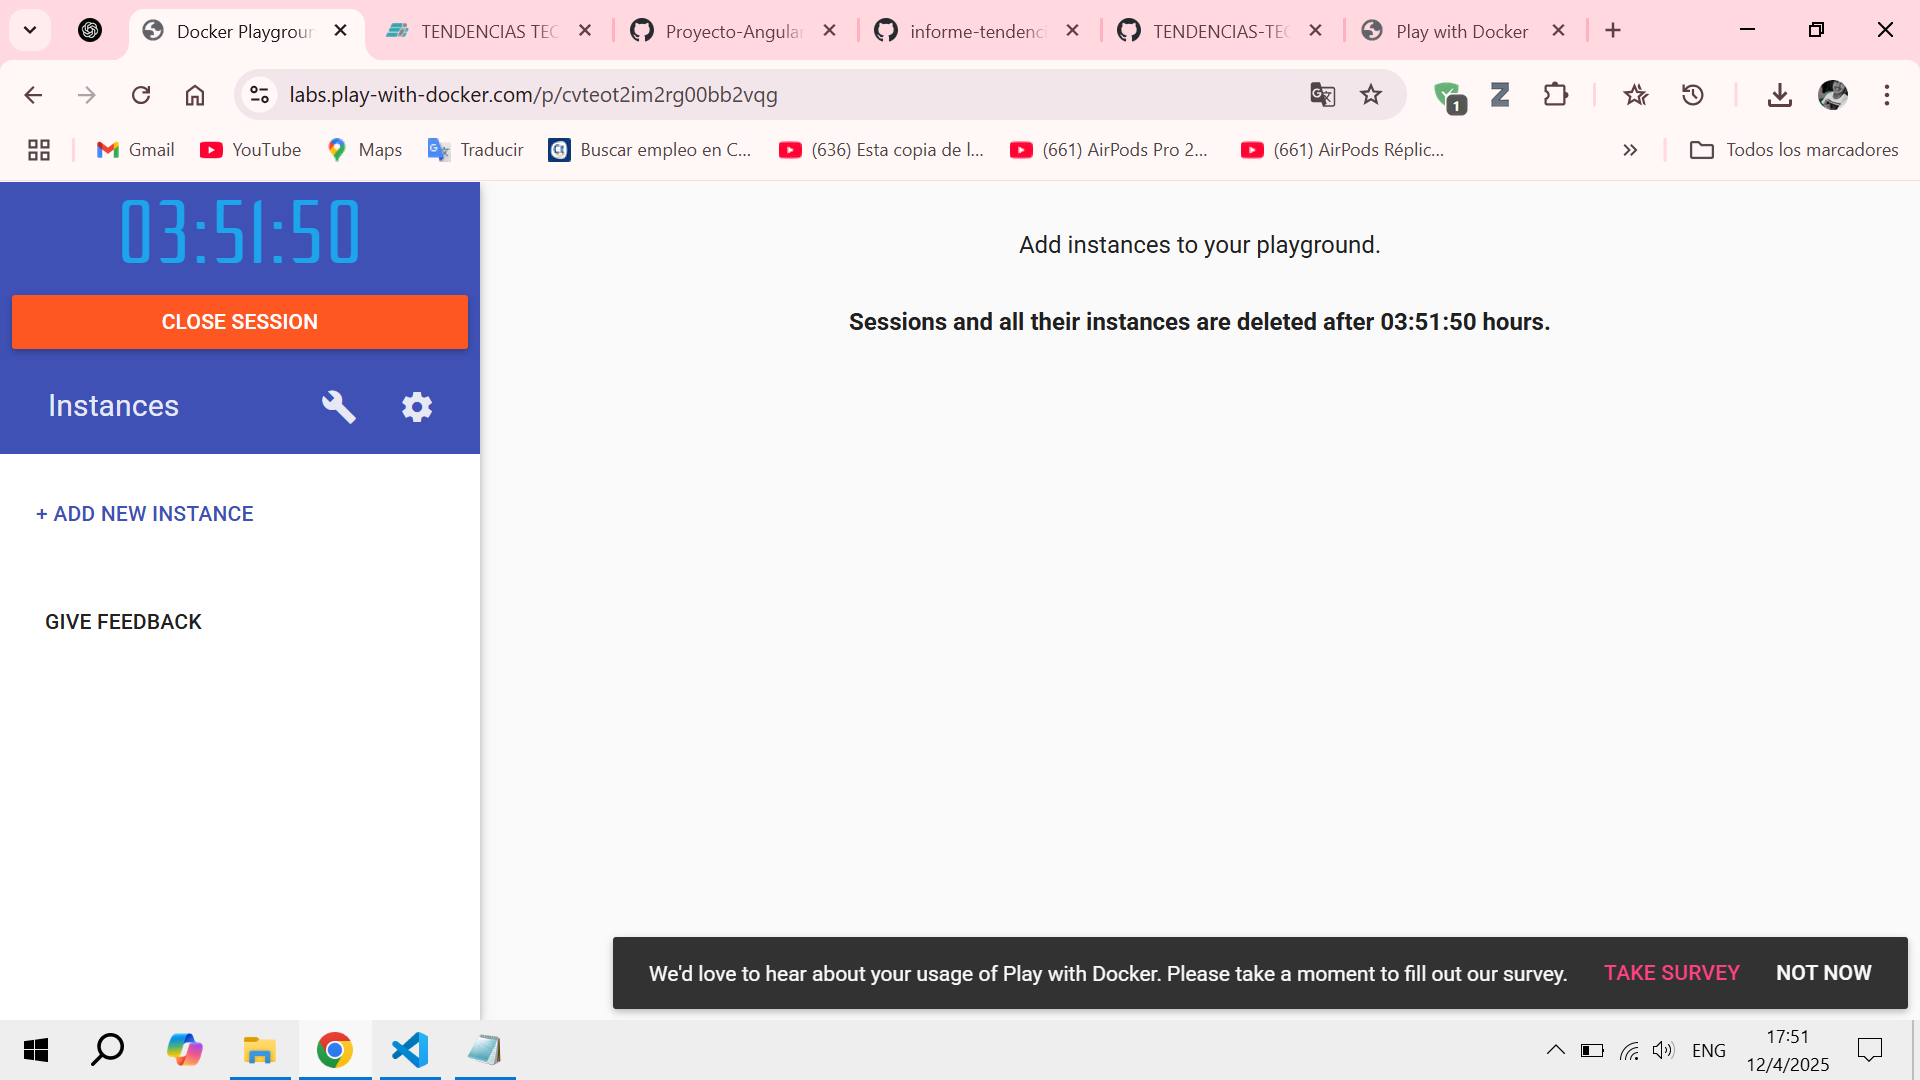 Docker Playgroun
TENDENCIAS TEC
Proyecto-Angular
informe-tendenci
TENDENCIAS-TEC
Play with Docker
labs.play-with-docker.com/p/cvteot2im2rg00bb2vqg
1
Gmail
YouTube
Maps
Traducir
Buscar empleo en C...
(636) Esta copia de l...
(661) AirPods Pro 2...
(661) AirPods Réplic...
Todos los marcadores
03:51:50
CLOSE SESSION
Instances
+ ADD NEW INSTANCE
GIVE FEEDBACK
Add instances to your playground.
Sessions and all their instances are deleted after 03:51:50 hours.
We'd love to hear about your usage of Play with Docker. Please take a moment to fill out our survey.
TAKE SURVEY
NOT NOW
ENG
17:51
12/4/2025